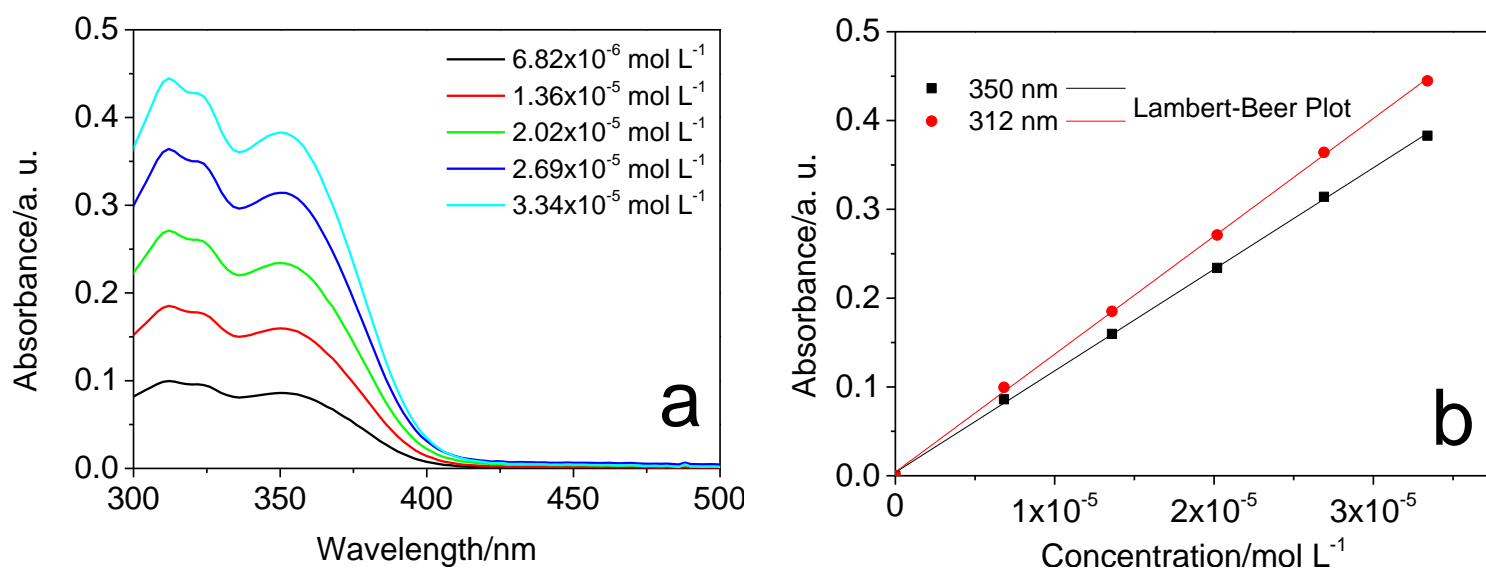 0.5
0.4
0.3
0.2
0.1
0.0
Absorbance/a. u.
6.82x10⁻⁶ mol L⁻¹
1.36x10⁻⁵ mol L⁻¹
2.02x10⁻⁵ mol L⁻¹
2.69x10⁻⁵ mol L⁻¹
3.34x10⁻⁵ mol L⁻¹
a
300 350 400 450 500
Wavelength/nm
0.5
0.4
0.3
0.2
0.1
0.0
Absorbance/a. u.
350 nm
312 nm
Lambert-Beer Plot
b
0 1x10⁻⁵ 2x10⁻⁵ 3x10⁻⁵
Concentration/mol L⁻¹